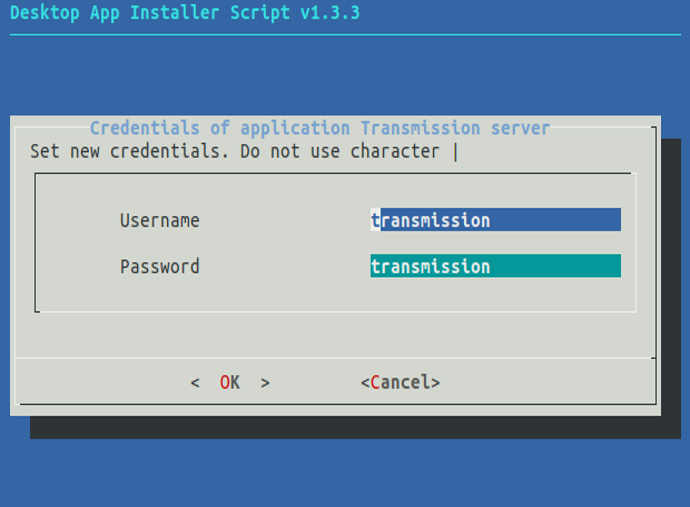 Desktop App Installer Script v1.3.3
Credentials of application Transmission server
Set new credentials. Do not use character |
Username transmission
Password transmission
<  OK  > <Cancel>